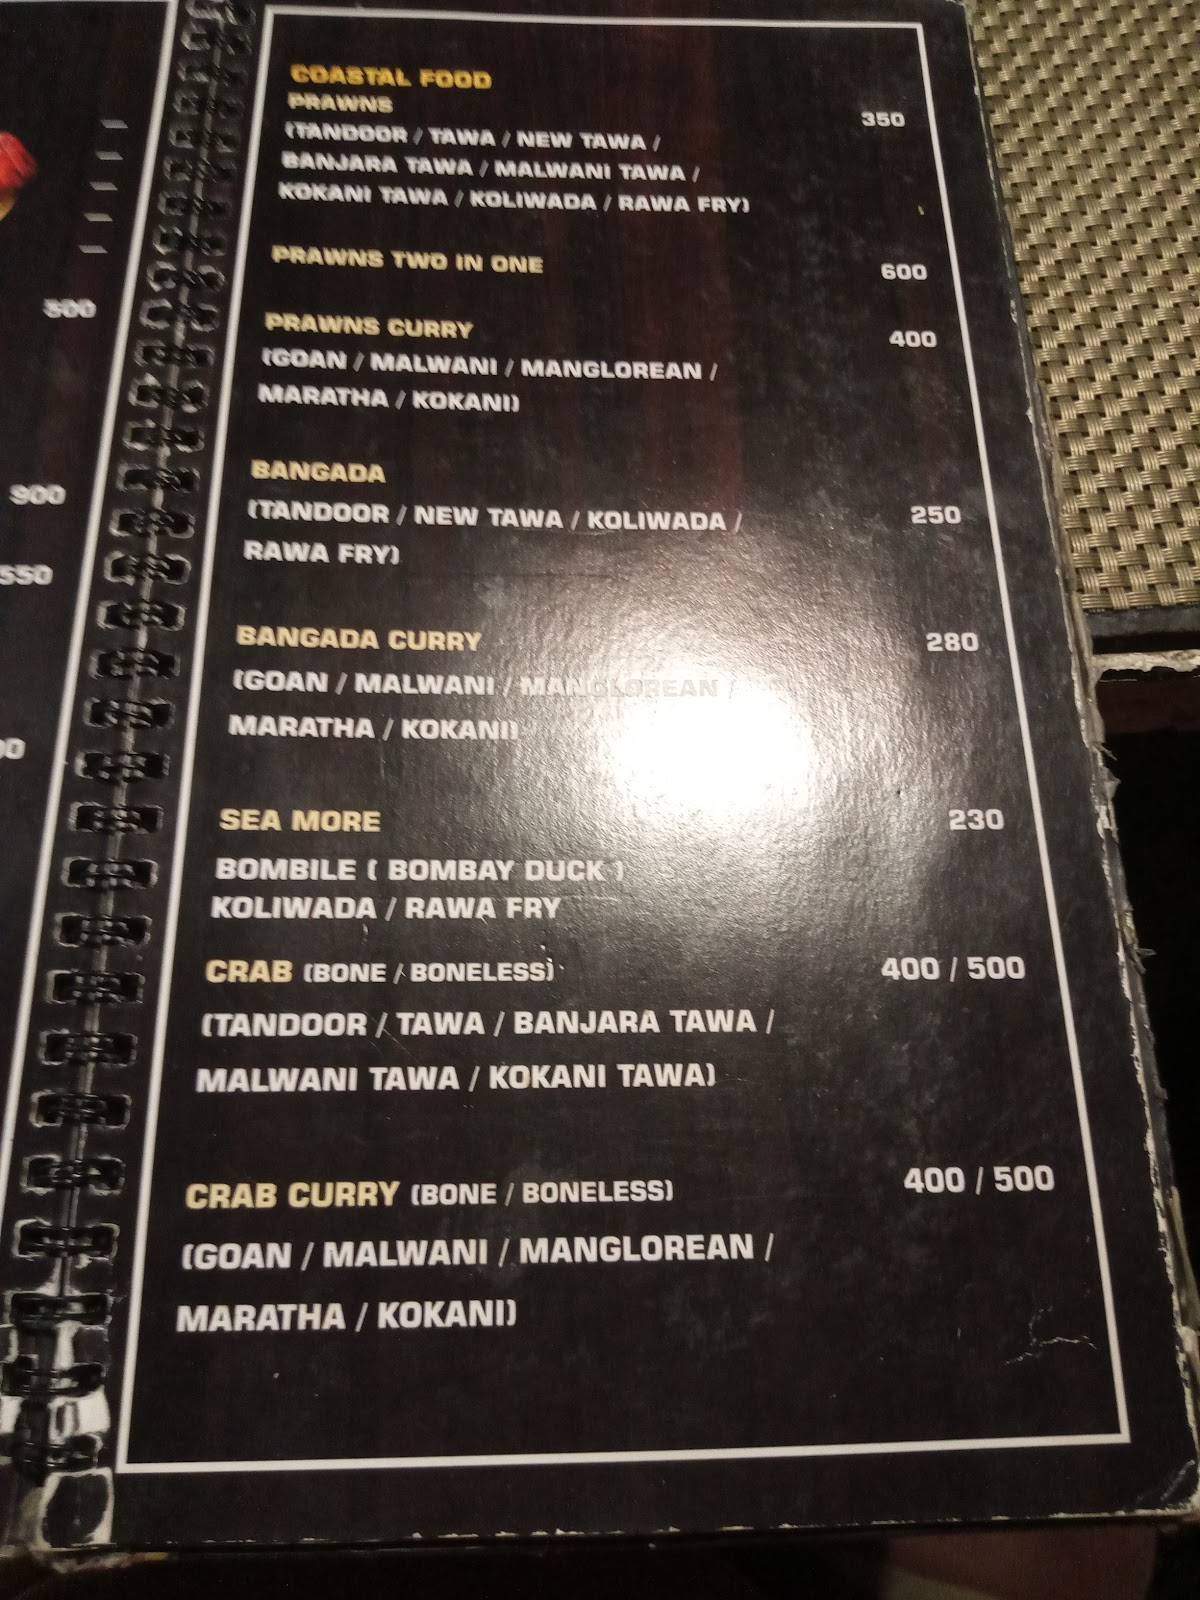 COASTAL FOOD
PRAWNS 350
(TANDOOR / TAWA / NEW TAWA /
BANJARA TAWA / MALWANI TAWA /
KOKANI TAWA / KOLIWADA / RAWA FRY)
PRAWNS TWO IN ONE 600
PRAWNS CURRY 400
(GOAN / MALWANI / MANGLOREAN /
MARATHA / KOKANI)
BANGADA
(TANDOOR / NEW TAWA / KOLIWADA / 250
RAWA FRY)
BANGADA CURRY 280
(GOAN / MALWANI / MANGLOREAN /
MARATHA / KOKANI)
SEA MORE 230
BOMBILE ( BOMBAY DUCK )
KOLIWADA / RAWA FRY
CRAB (BONE / BONELESS) 400 / 500
(TANDOOR / TAWA / BANJARA TAWA /
MALWANI TAWA / KOKANI TAWA)
CRAB CURRY (BONE / BONELESS) 400 / 500
(GOAN / MALWANI / MANGLOREAN /
MARATHA / KOKANI)
900
550